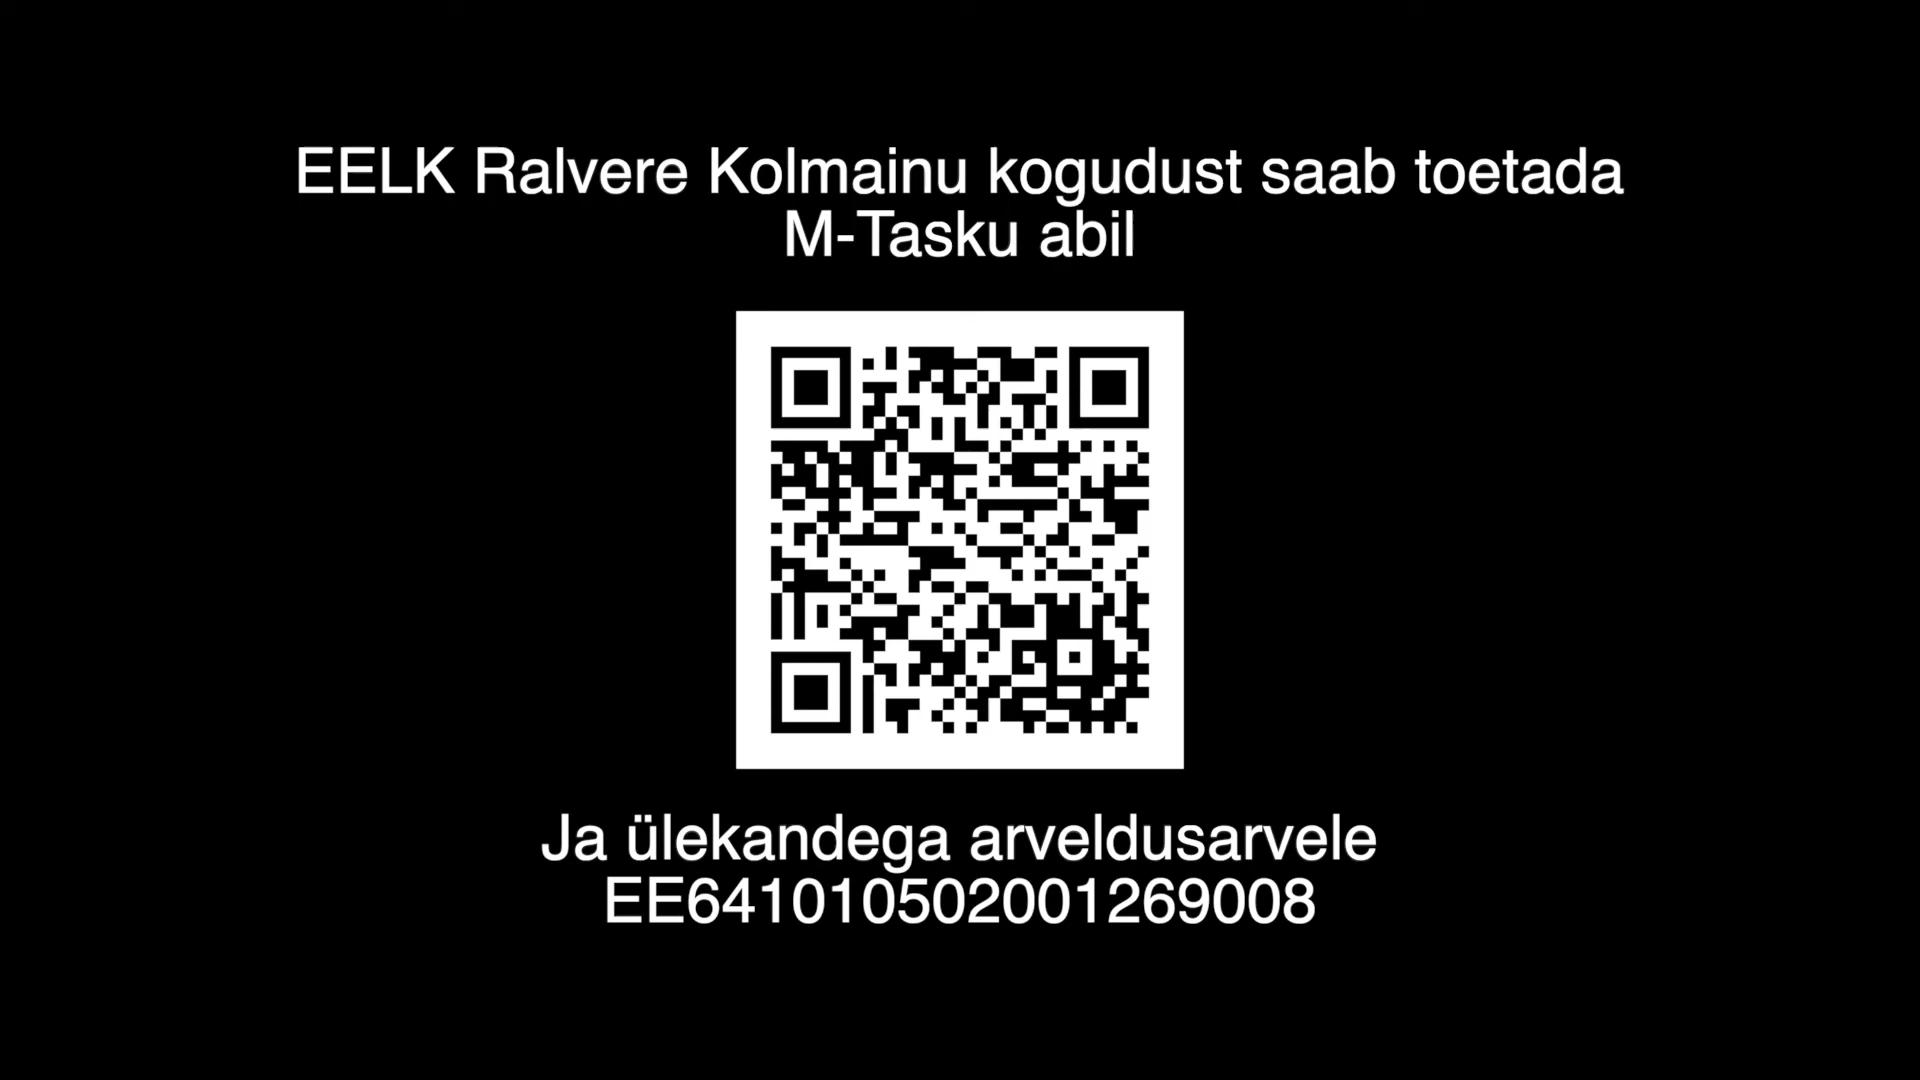 EELK Ralvere Kolmainu kogudust saab toetada
M-Tasku abil
Ja ülekandega arveldusarvele
EE641010502001269008